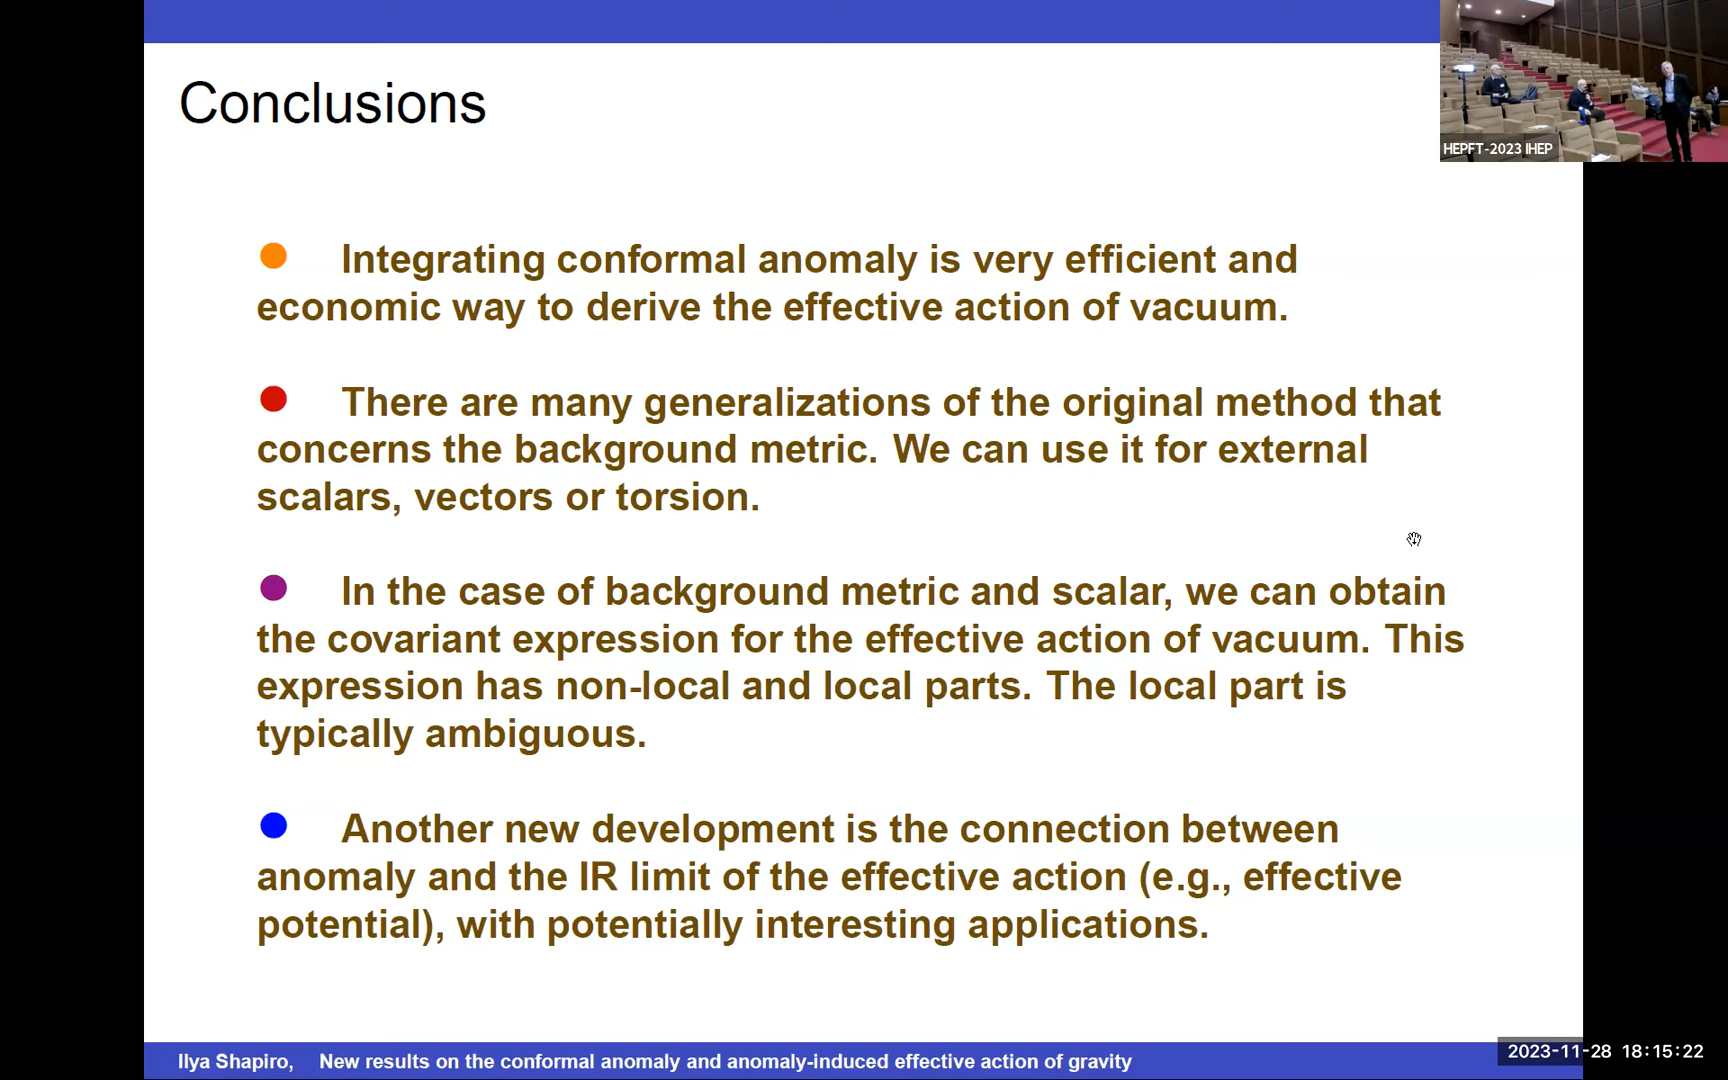 Conclusions
HEPFT-2023 IHEP
Integrating conformal anomaly is very efficient and
economic way to derive the effective action of vacuum.
There are many generalizations of the original method that
concerns the background metric. We can use it for external
scalars, vectors or torsion.
In the case of background metric and scalar, we can obtain
the covariant expression for the effective action of vacuum. This
expression has non-local and local parts. The local part is
typically ambiguous.
Another new development is the connection between
anomaly and the IR limit of the effective action (e.g., effective
potential), with potentially interesting applications.
Ilya Shapiro, New results on the conformal anomaly and anomaly-induced effective action of gravity
2023-11-28 18:15:22